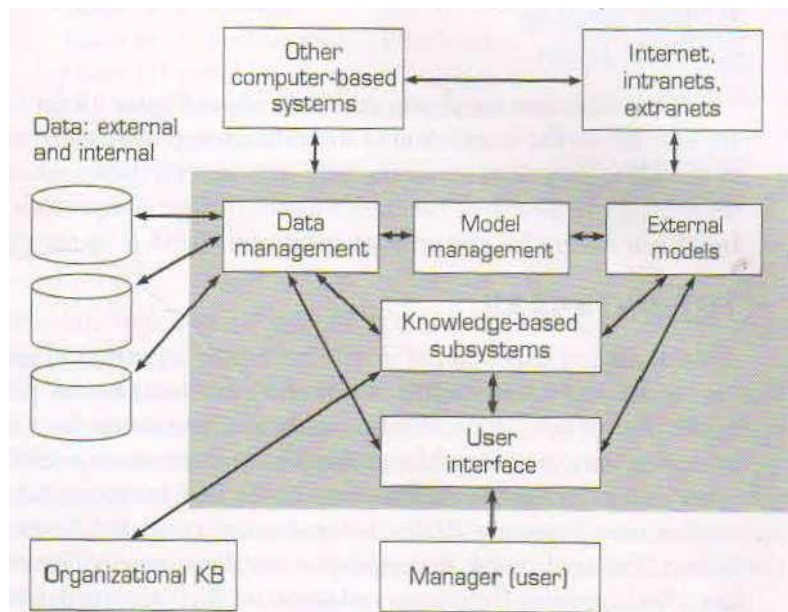 Other
computer-based
systems
Internet,
intranets,
extranets
Data: external
and internal
Data
management
Model
management
External
models
Knowledge-based
subsystems
User
interface
Organizational KB
Manager (user)